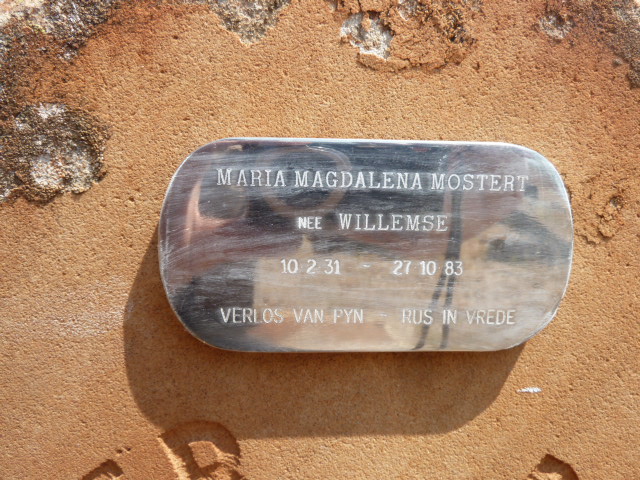 MARIA MAGDALENA MOSTERT
NEE WILLEMSE
10 2 31 - 27 10 83
VERLOS VAN PYN - RUS IN VREDE